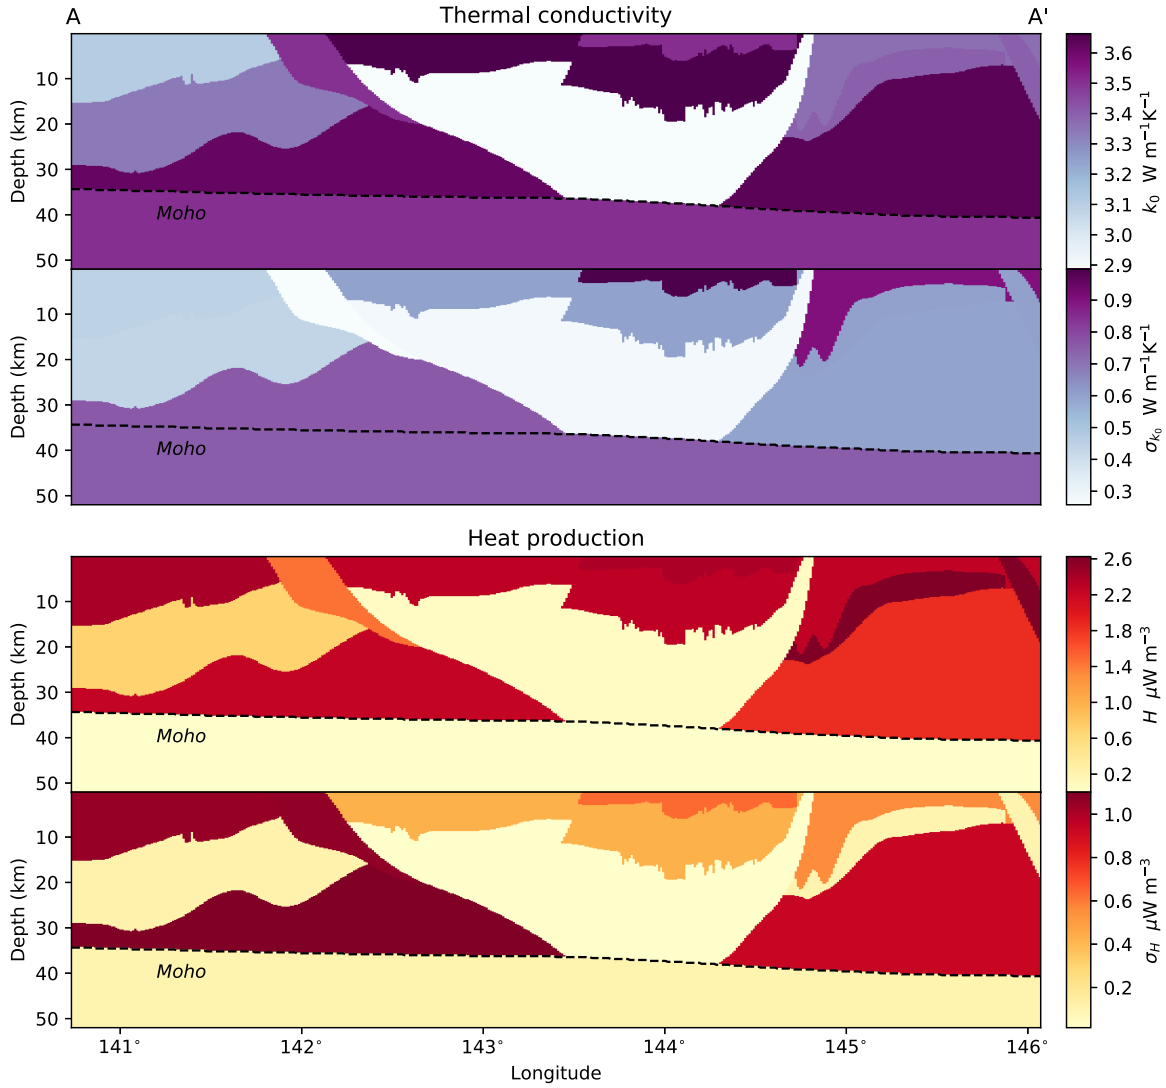 A Thermal conductivity A'
10
20
30
40
50
Depth (km)
Moho
3.6
3.5
3.4
3.3
3.2
3.1
3.0
2.9
k₀ W m⁻¹K⁻¹
10
20
30
40
50
Depth (km)
Moho
0.9
0.8
0.7
0.6
0.5
0.4
0.3
σₖ₀ W m⁻¹K⁻¹
Heat production
10
20
30
40
50
Depth (km)
Moho
2.6
2.2
1.8
1.4
1.0
0.6
0.2
H μW m⁻³
10
20
30
40
50
Depth (km)
Moho
1.0
0.8
0.6
0.4
0.2
σ_H μW m⁻³
141° 142° 143° 144° 145° 146°
Longitude